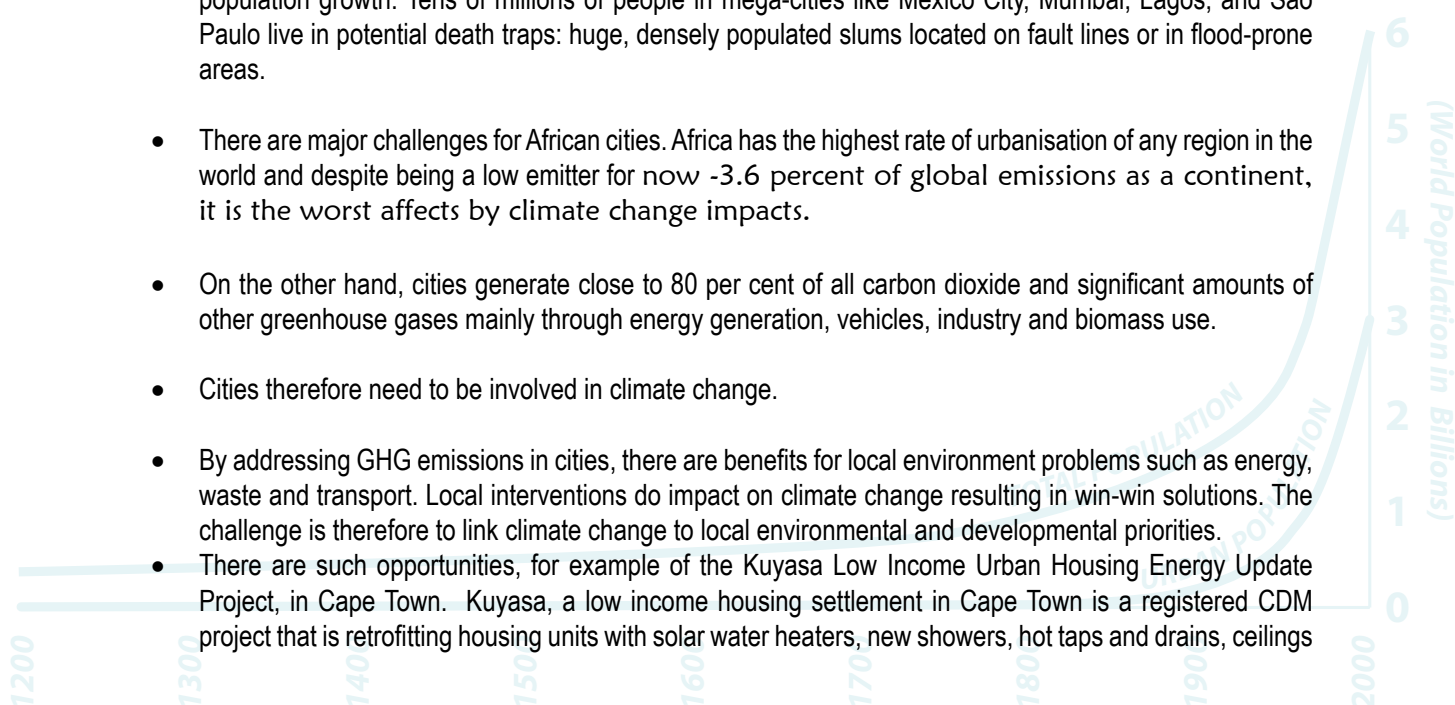 population growth. Tens of millions of people in mega-cities like Mexico City, Mumbai, Lagos, and Sao
Paulo live in potential death traps: huge, densely populated slums located on fault lines or in flood-prone
areas.
• There are major challenges for African cities. Africa has the highest rate of urbanisation of any region in the
world and despite being a low emitter for now -3.6 percent of global emissions as a continent,
it is the worst affects by climate change impacts.
• On the other hand, cities generate close to 80 per cent of all carbon dioxide and significant amounts of
other greenhouse gases mainly through energy generation, vehicles, industry and biomass use.
• Cities therefore need to be involved in climate change.
• By addressing GHG emissions in cities, there are benefits for local environment problems such as energy,
waste and transport. Local interventions do impact on climate change resulting in win-win solutions. The
challenge is therefore to link climate change to local environmental and developmental priorities.
• There are such opportunities, for example of the Kuyasa Low Income Urban Housing Energy Update
Project, in Cape Town. Kuyasa, a low income housing settlement in Cape Town is a registered CDM
project that is retrofitting housing units with solar water heaters, new showers, hot taps and drains, ceilings
6
5
4
3
2
1
0
(World Population in Billions)
TOTAL POPULATION
URBAN POPULATION
1200
1300
1400
1500
1600
1700
1800
1900
2000